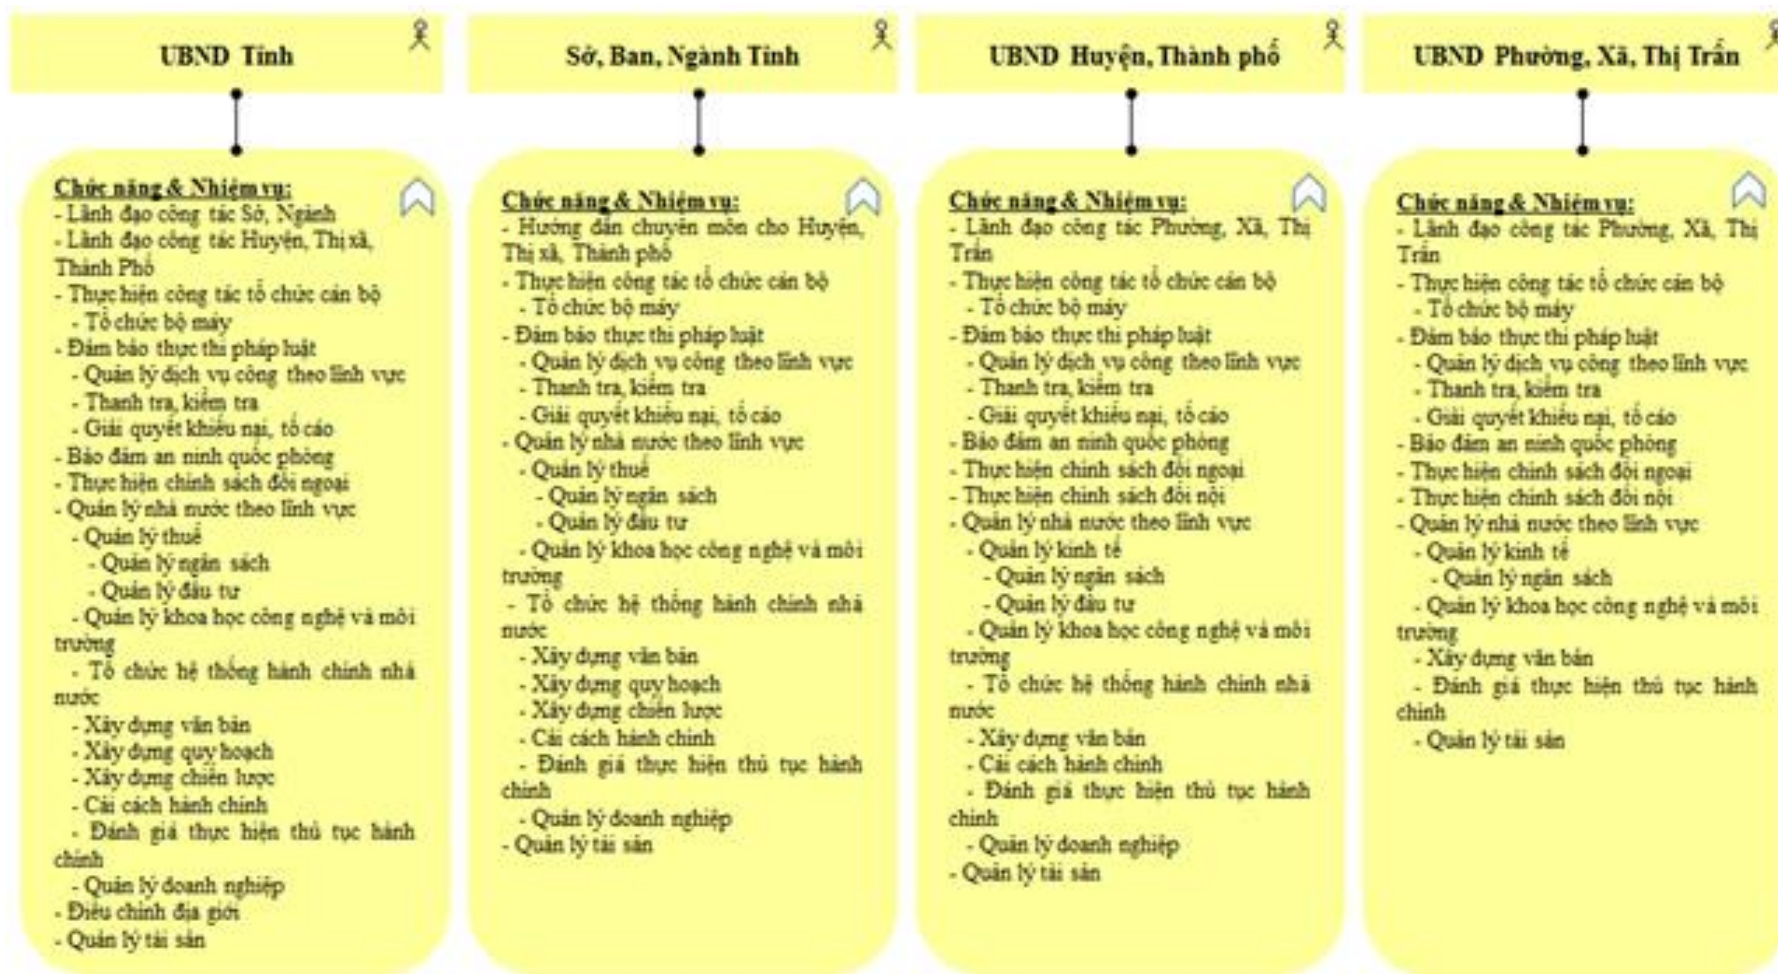 UBND Tỉnh
Chức năng & Nhiệm vụ:
- Lãnh đạo công tác Sở, Ngành
- Lãnh đạo công tác Huyện, Thị xã,
Thành Phố
- Thực hiện công tác tổ chức cán bộ
- Tổ chức bộ máy
- Đảm bảo thực thi pháp luật
- Quản lý dịch vụ công theo lĩnh vực
- Thanh tra, kiểm tra
- Giải quyết khiếu nại, tố cáo
- Bảo đảm an ninh quốc phòng
- Thực hiện chính sách đối ngoại
- Quản lý nhà nước theo lĩnh vực
- Quản lý thuế
- Quản lý ngân sách
- Quản lý đầu tư
- Quản lý khoa học công nghệ và môi
trường
- Tổ chức hệ thống hành chính nhà
nước
- Xây dựng văn bản
- Xây dựng quy hoạch
- Xây dựng chiến lược
- Cải cách hành chính
- Đánh giá thực hiện thủ tục hành
chính
- Quản lý doanh nghiệp
- Điều chỉnh địa giới
- Quản lý tài sản
Sở, Ban, Ngành Tỉnh
Chức năng & Nhiệm vụ:
- Hướng dẫn chuyên môn cho Huyện,
Thị xã, Thành phố
- Thực hiện công tác tổ chức cán bộ
- Tổ chức bộ máy
- Đảm bảo thực thi pháp luật
- Quản lý dịch vụ công theo lĩnh vực
- Thanh tra, kiểm tra
- Giải quyết khiếu nại, tố cáo
- Quản lý nhà nước theo lĩnh vực
- Quản lý thuế
- Quản lý ngân sách
- Quản lý đầu tư
- Quản lý khoa học công nghệ và môi
trường
- Tổ chức hệ thống hành chính nhà
nước
- Xây dựng văn bản
- Xây dựng quy hoạch
- Xây dựng chiến lược
- Cải cách hành chính
- Đánh giá thực hiện thủ tục hành
chính
- Quản lý doanh nghiệp
- Quản lý tài sản
UBND Huyện, Thành phố
Chức năng & Nhiệm vụ:
- Lãnh đạo công tác Phường, Xã, Thị
Trấn
- Thực hiện công tác tổ chức cán bộ
- Tổ chức bộ máy
- Đảm bảo thực thi pháp luật
- Quản lý dịch vụ công theo lĩnh vực
- Thanh tra, kiểm tra
- Giải quyết khiếu nại, tố cáo
- Bảo đảm an ninh quốc phòng
- Thực hiện chính sách đối ngoại
- Thực hiện chính sách đối nội
- Quản lý nhà nước theo lĩnh vực
- Quản lý kinh tế
- Quản lý ngân sách
- Quản lý đầu tư
- Quản lý khoa học công nghệ và môi
trường
- Tổ chức hệ thống hành chính nhà
nước
- Xây dựng văn bản
- Cải cách hành chính
- Đánh giá thực hiện thủ tục hành
chính
- Quản lý doanh nghiệp
- Quản lý tài sản
UBND Phường, Xã, Thị Trấn
Chức năng & Nhiệm vụ:
- Lãnh đạo công tác Phường, Xã, Thị
Trấn
- Thực hiện công tác tổ chức cán bộ
- Tổ chức bộ máy
- Đảm bảo thực thi pháp luật
- Quản lý dịch vụ công theo lĩnh vực
- Thanh tra, kiểm tra
- Giải quyết khiếu nại, tố cáo
- Bảo đảm an ninh quốc phòng
- Thực hiện chính sách đối ngoại
- Thực hiện chính sách đối nội
- Quản lý nhà nước theo lĩnh vực
- Quản lý kinh tế
- Quản lý ngân sách
- Quản lý khoa học công nghệ và môi
trường
- Xây dựng văn bản
- Đánh giá thực hiện thủ tục hành
chính
- Quản lý tài sản